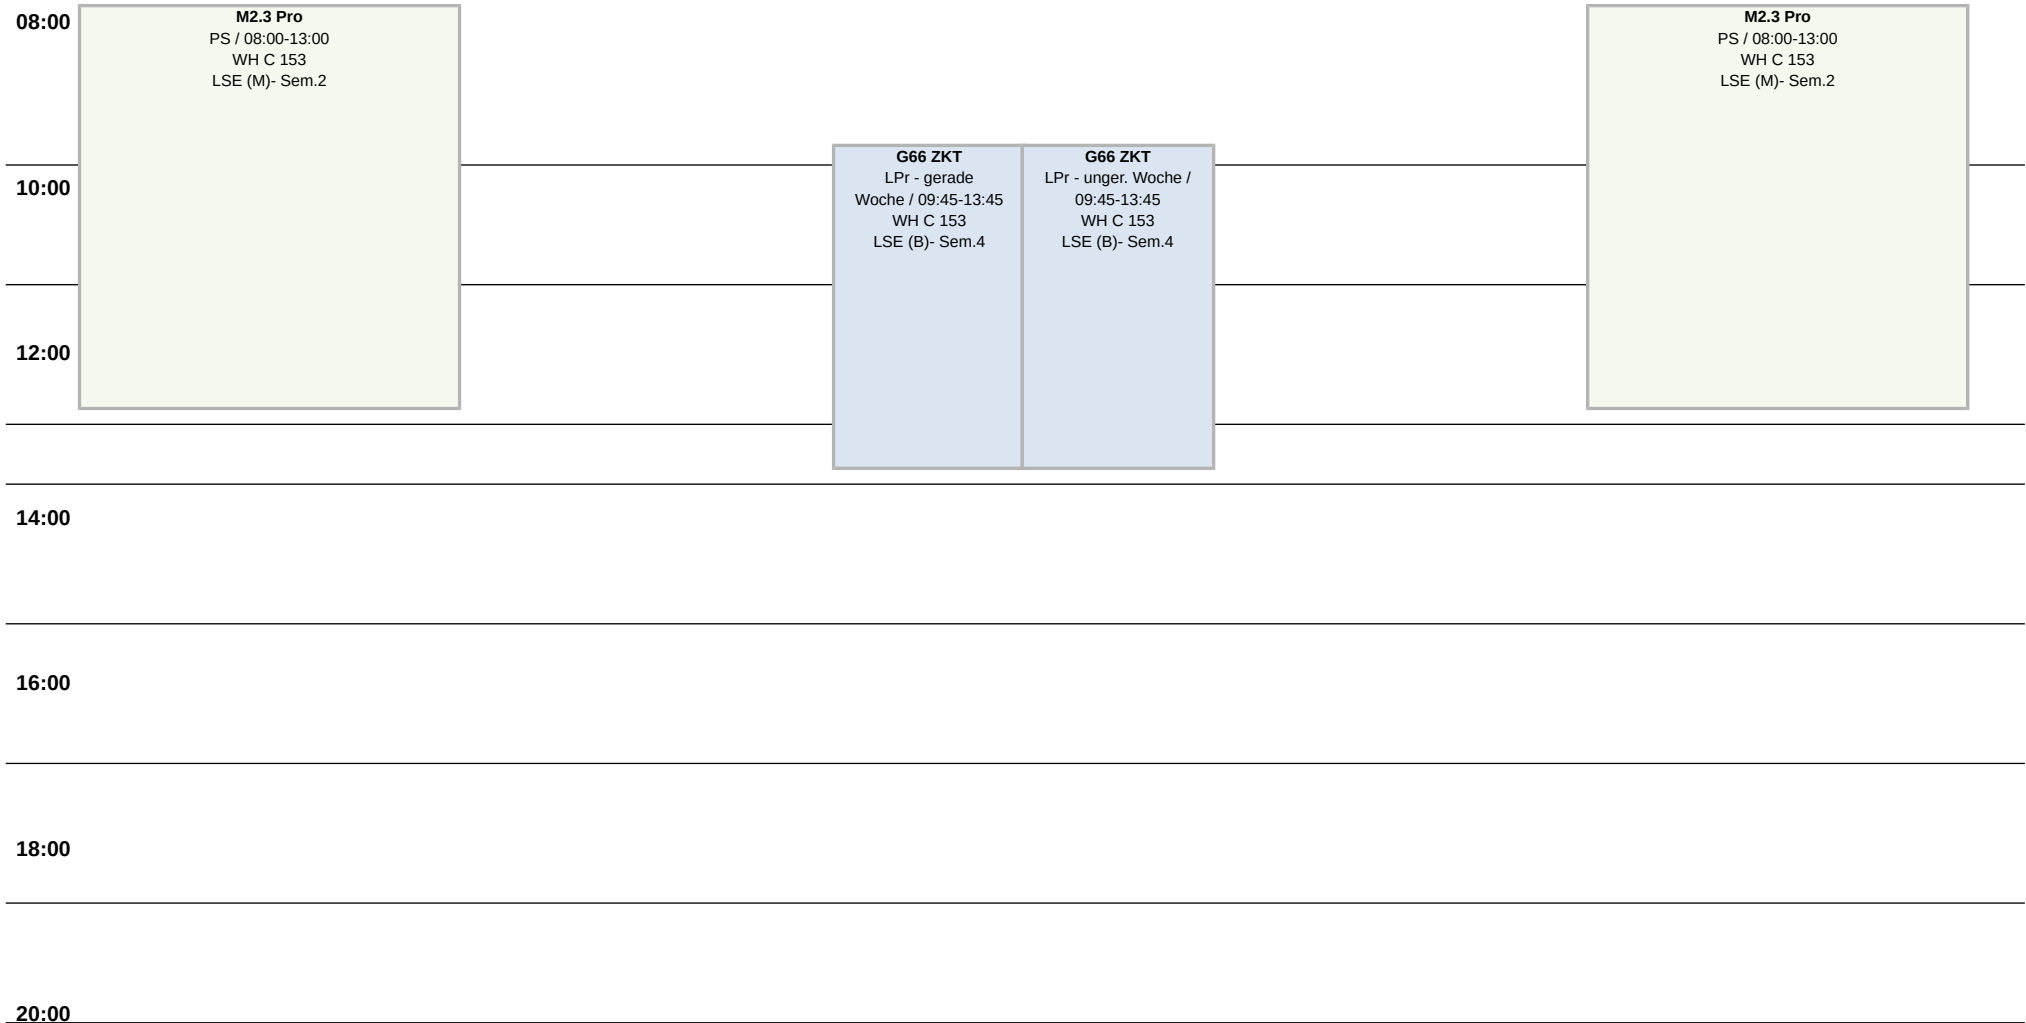 08:00
M2.3 Pro
PS / 08:00-13:00
WH C 153
LSE (M)- Sem.2
M2.3 Pro
PS / 08:00-13:00
WH C 153
LSE (M)- Sem.2
G66 ZKT
LPr - gerade
Woche / 09:45-13:45
WH C 153
LSE (B)- Sem.4
G66 ZKT
LPr - unger. Woche /
09:45-13:45
WH C 153
LSE (B)- Sem.4
10:00
12:00
14:00
16:00
18:00
20:00